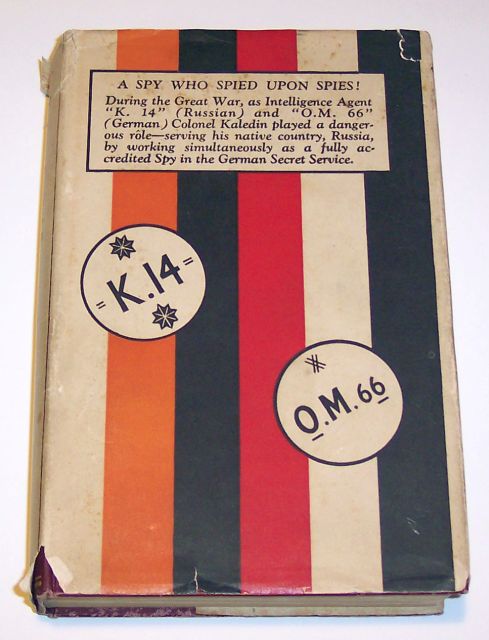 A SPY WHO SPIED UPON SPIES!
During the Great War, as Intelligence Agent
"K. 14" (Russian) and "O.M. 66"
(German) Colonel Kaledin played a danger-
ous rôle—serving his native country, Russia,
by working simultaneously as a fully ac-
credited Spy in the German Secret Service.
K.14
O.M.66